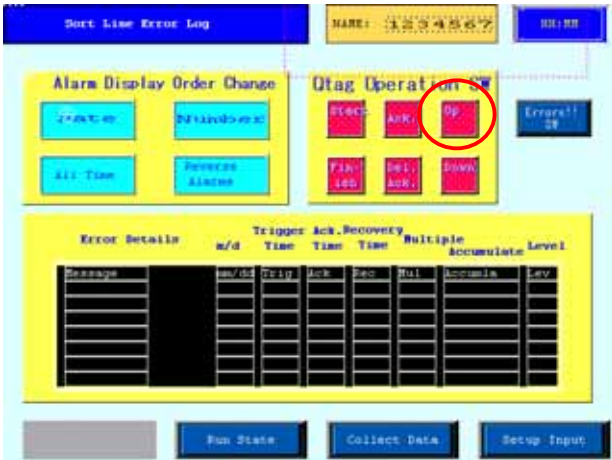 Sort Line Error Log
NAME: 1234567
HH:MM
Alarm Display Order Change
Qtag Operation SW
Date
Number
Start
Ack.
Up
Errors!!
SW
All Time
Reverse
Alarms
Fin-
ish
Del.
Ack.
Down
Error Details
m/d
Trigger
Time
Ack.
Time
Recovery
Time
Multiple
Accumulate
Level
Message
mm/dd
Trig
Ack
Rec
Mul
Accumla
Lev
Run State
Collect Data
Setup Input